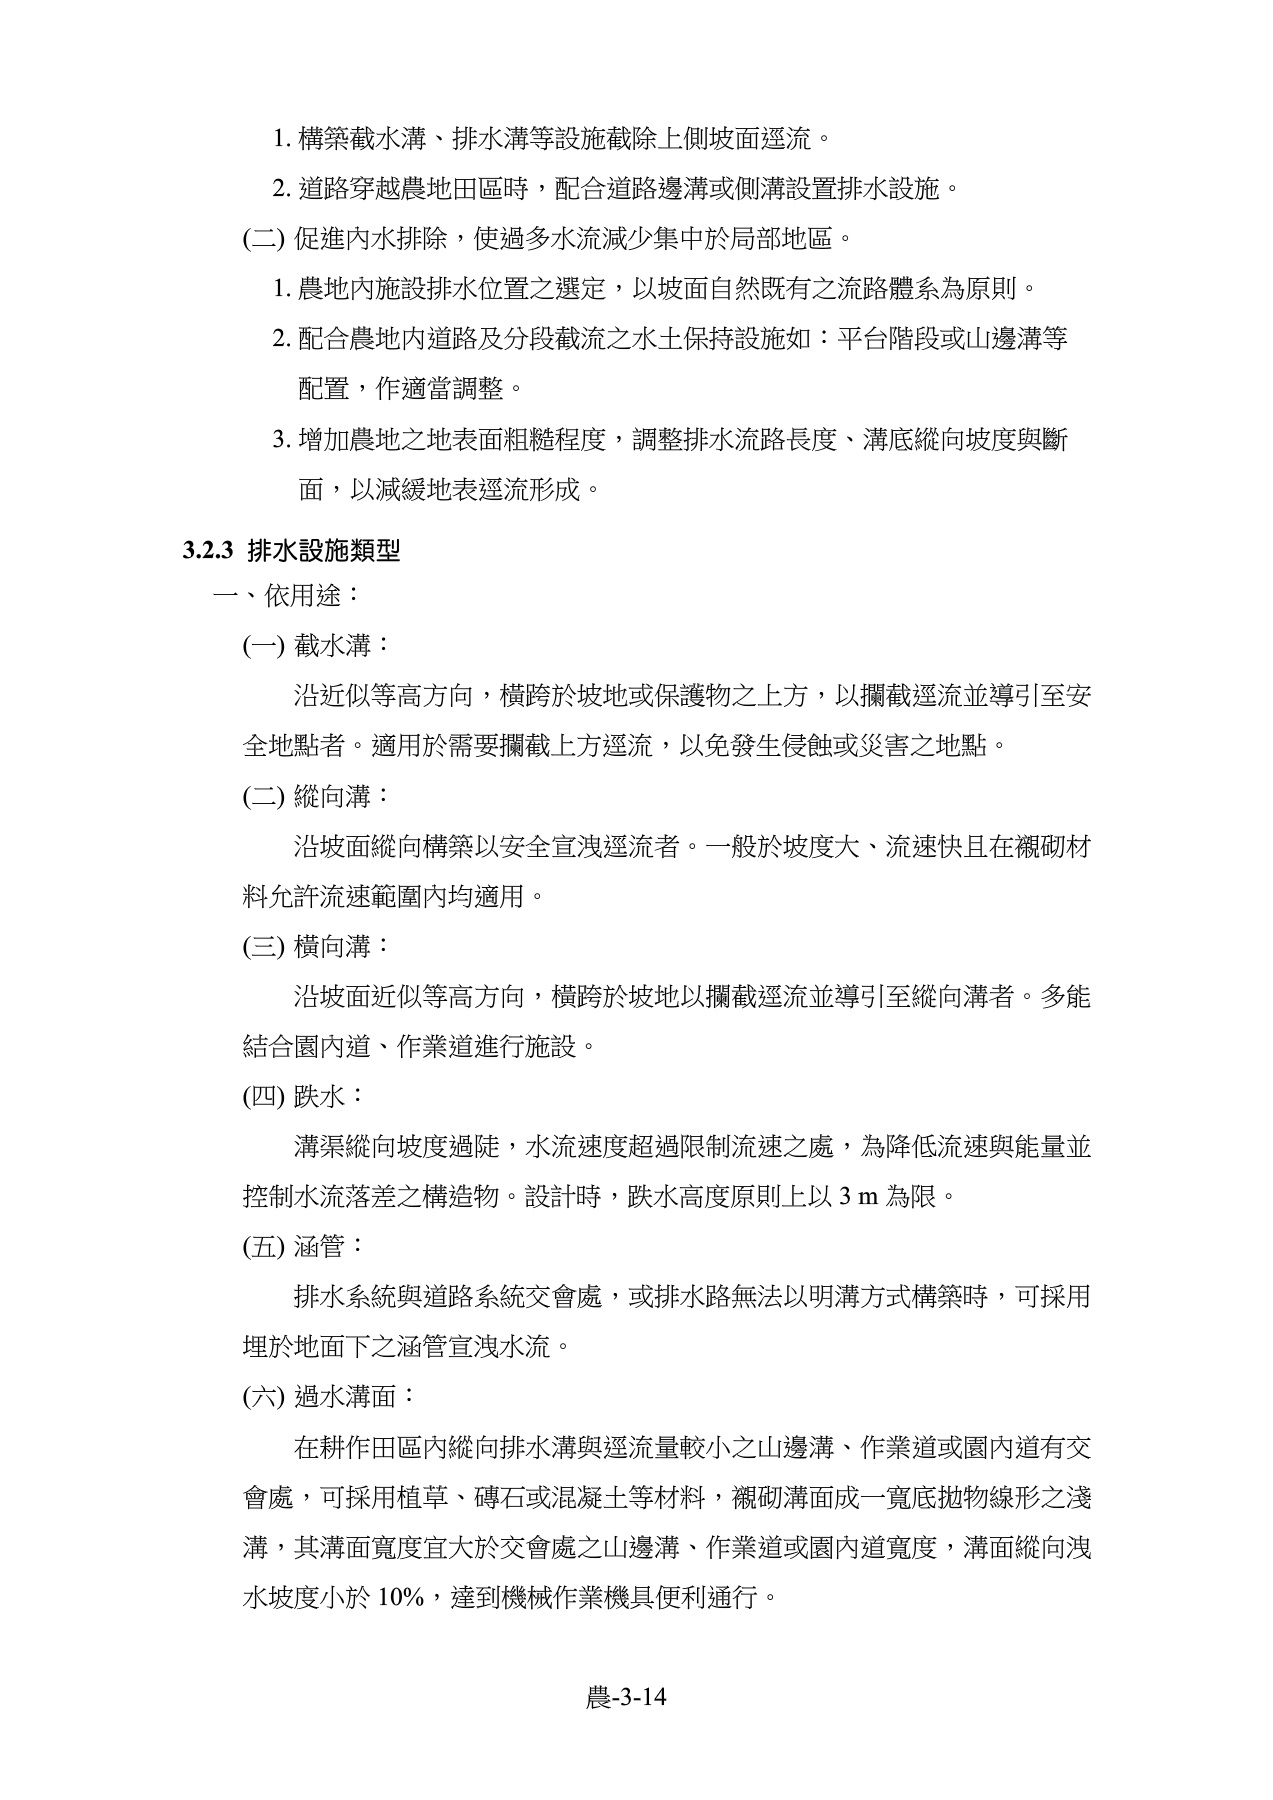 1. 構築截水溝、排水溝等設施截除上側坡面逕流。
2. 道路穿越農地田區時，配合道路邊溝或側溝設置排水設施。
(二) 促進內水排除，使過多水流減少集中於局部地區。
1. 農地內施設排水位置之選定，以坡面自然既有之流路體系為原則。
2. 配合農地內道路及分段截流之水土保持設施如：平台階段或山邊溝等
配置，作適當調整。
3. 增加農地之地表面粗糙程度，調整排水流路長度、溝底縱向坡度與斷
面，以減緩地表逕流形成。
3.2.3 排水設施類型
一、依用途：
(一) 截水溝：
沿近似等高方向，橫跨於坡地或保護物之上方，以攔截逕流並導引至安
全地點者。適用於需要攔截上方逕流，以免發生侵蝕或災害之地點。
(二) 縱向溝：
沿坡面縱向構築以安全宣洩逕流者。一般於坡度大、流速快且在襯砌材
料允許流速範圍內均適用。
(三) 橫向溝：
沿坡面近似等高方向，橫跨於坡地以攔截逕流並導引至縱向溝者。多能
結合園內道、作業道進行施設。
(四) 跌水：
溝渠縱向坡度過陡，水流速度超過限制流速之處，為降低流速與能量並
控制水流落差之構造物。設計時，跌水高度原則上以 3 m 為限。
(五) 涵管：
排水系統與道路系統交會處，或排水路無法以明溝方式構築時，可採用
埋於地面下之涵管宣洩水流。
(六) 過水溝面：
在耕作田區內縱向排水溝與逕流量較小之山邊溝、作業道或園內道有交
會處，可採用植草、磚石或混凝土等材料，襯砌溝面成一寬底拋物線形之淺
溝，其溝面寬度宜大於交會處之山邊溝、作業道或園內道寬度，溝面縱向洩
水坡度小於 10%，達到機械作業機具便利通行。
農-3-14